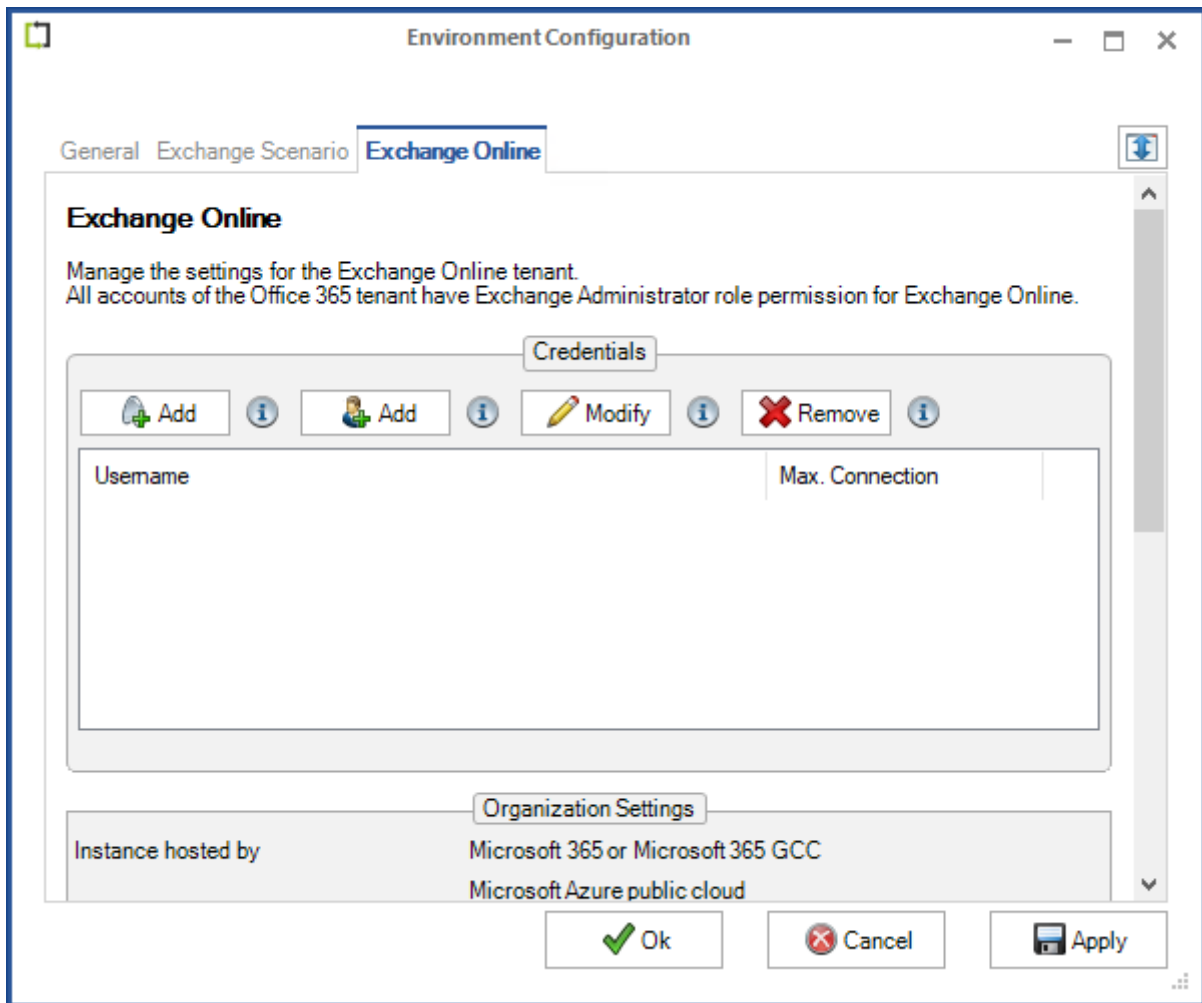 Environment Configuration
General Exchange Scenario Exchange Online
Exchange Online
Manage the settings for the Exchange Online tenant.
All accounts of the Office 365 tenant have Exchange Administrator role permission for Exchange Online.
Credentials
Add Add Modify Remove
Username Max. Connection
Organization Settings
Instance hosted by Microsoft 365 or Microsoft 365 GCC
Microsoft Azure public cloud
Ok Cancel Apply